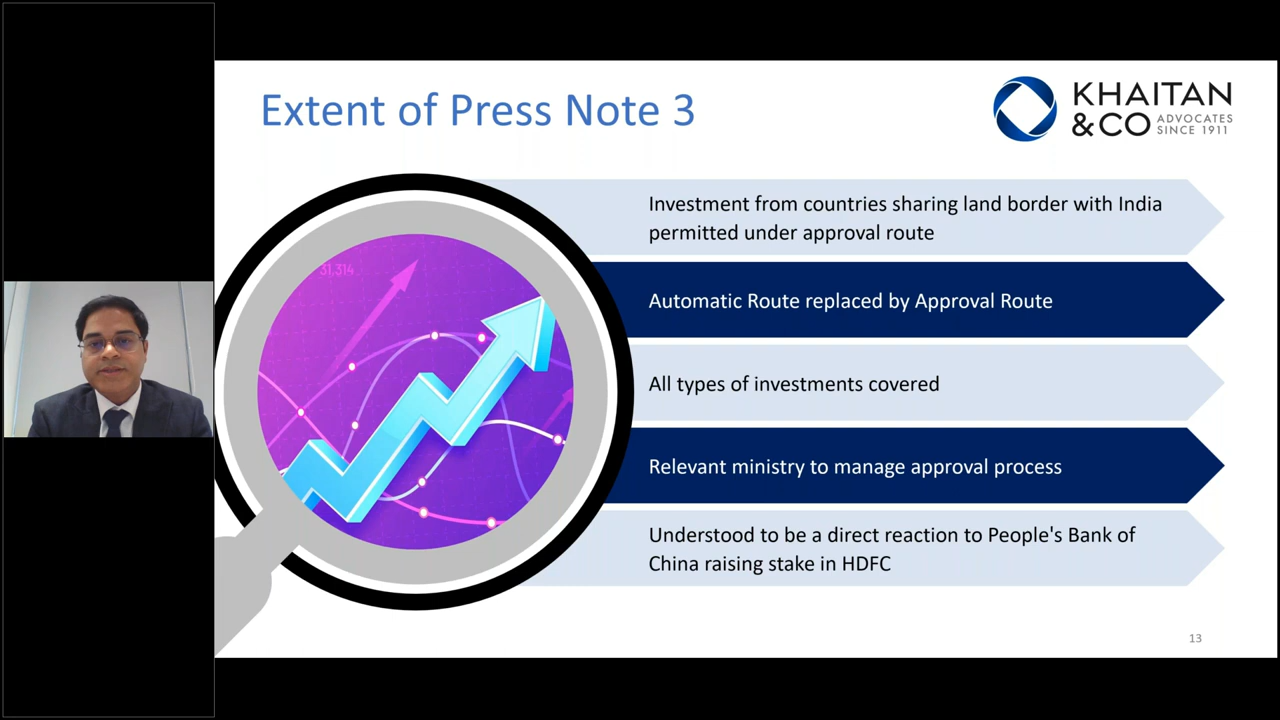 Extent of Press Note 3
KHAITAN
& CO ADVOCATES
SINCE 1911
31,314
Investment from countries sharing land border with India
permitted under approval route
Automatic Route replaced by Approval Route
All types of investments covered
Relevant ministry to manage approval process
Understood to be a direct reaction to People's Bank of
China raising stake in HDFC
13